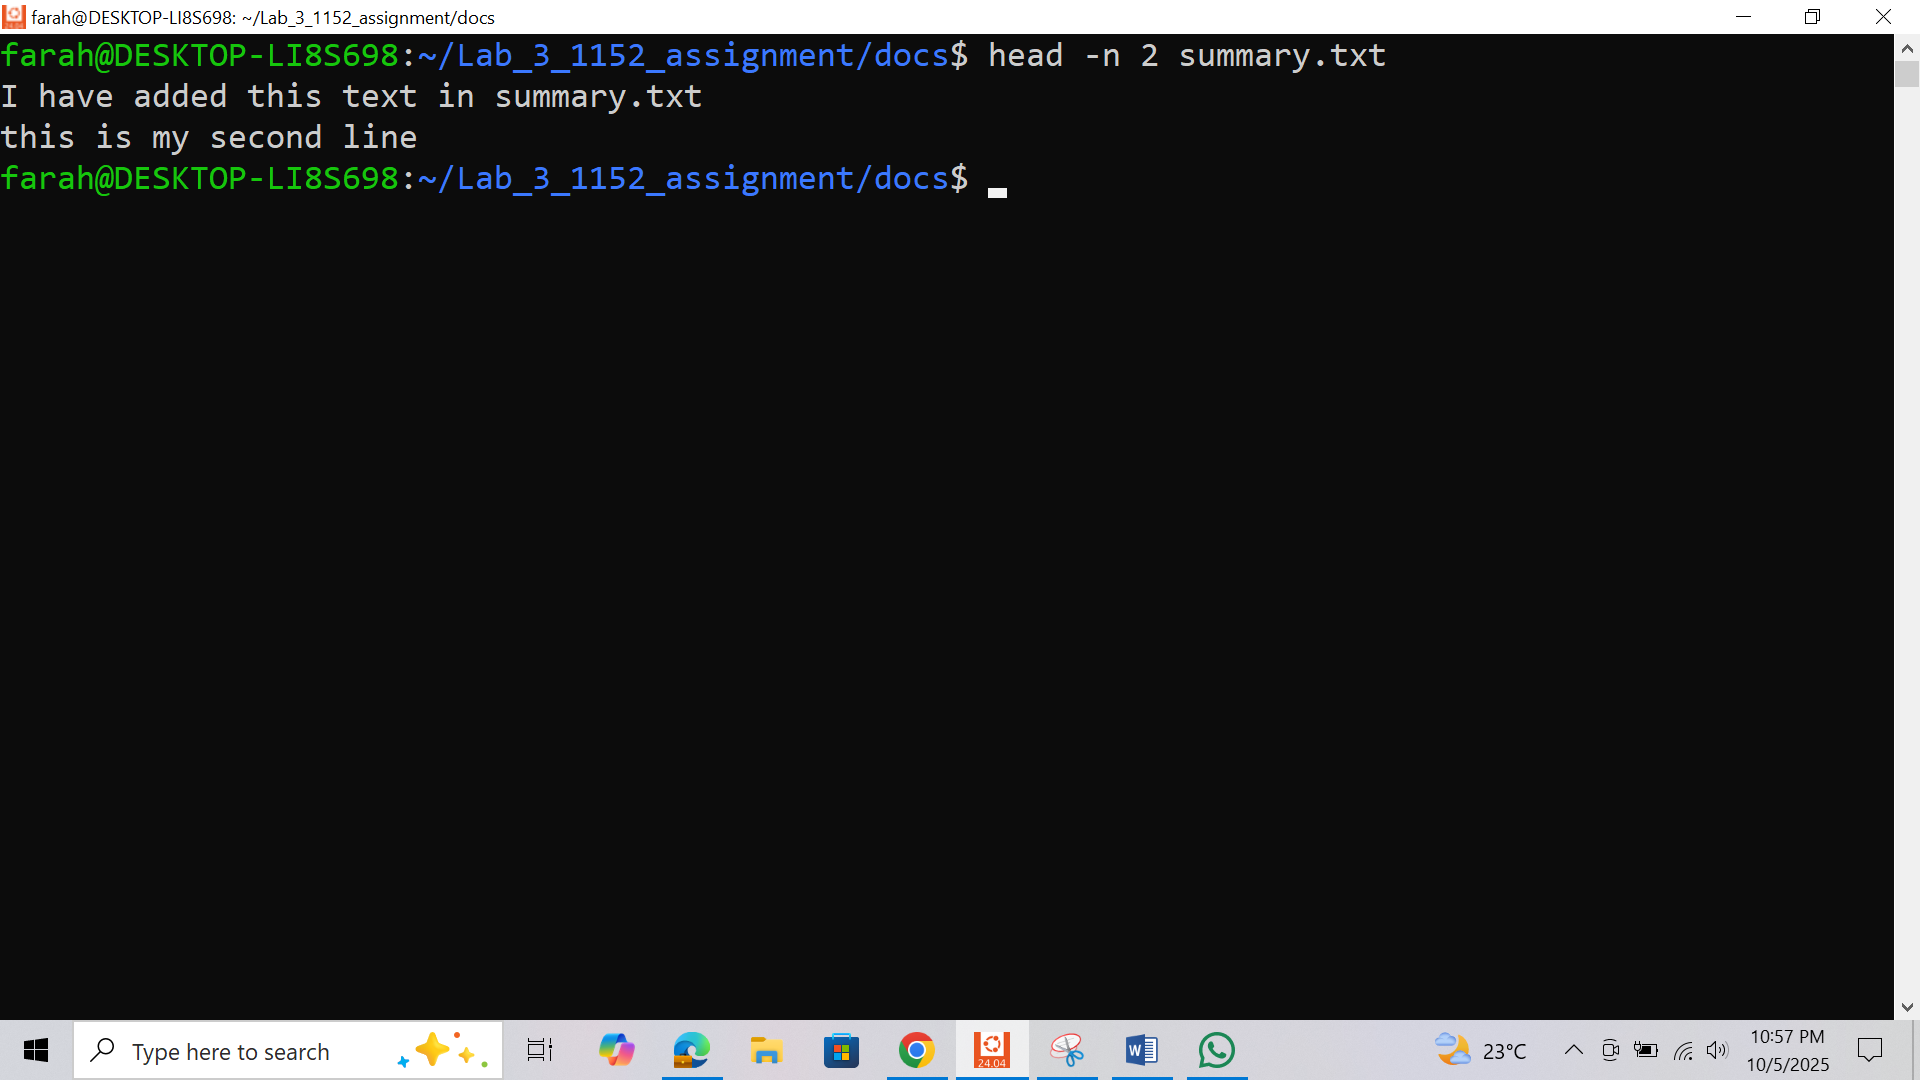 farah@DESKTOP-LI8S698: ~/Lab_3_1152_assignment/docs
farah@DESKTOP-LI8S698:~/Lab_3_1152_assignment/docs$ head -n 2 summary.txt
I have added this text in summary.txt
this is my second line
farah@DESKTOP-LI8S698:~/Lab_3_1152_assignment/docs$
Type here to search
24.04
W
23°C
10:57 PM
10/5/2025